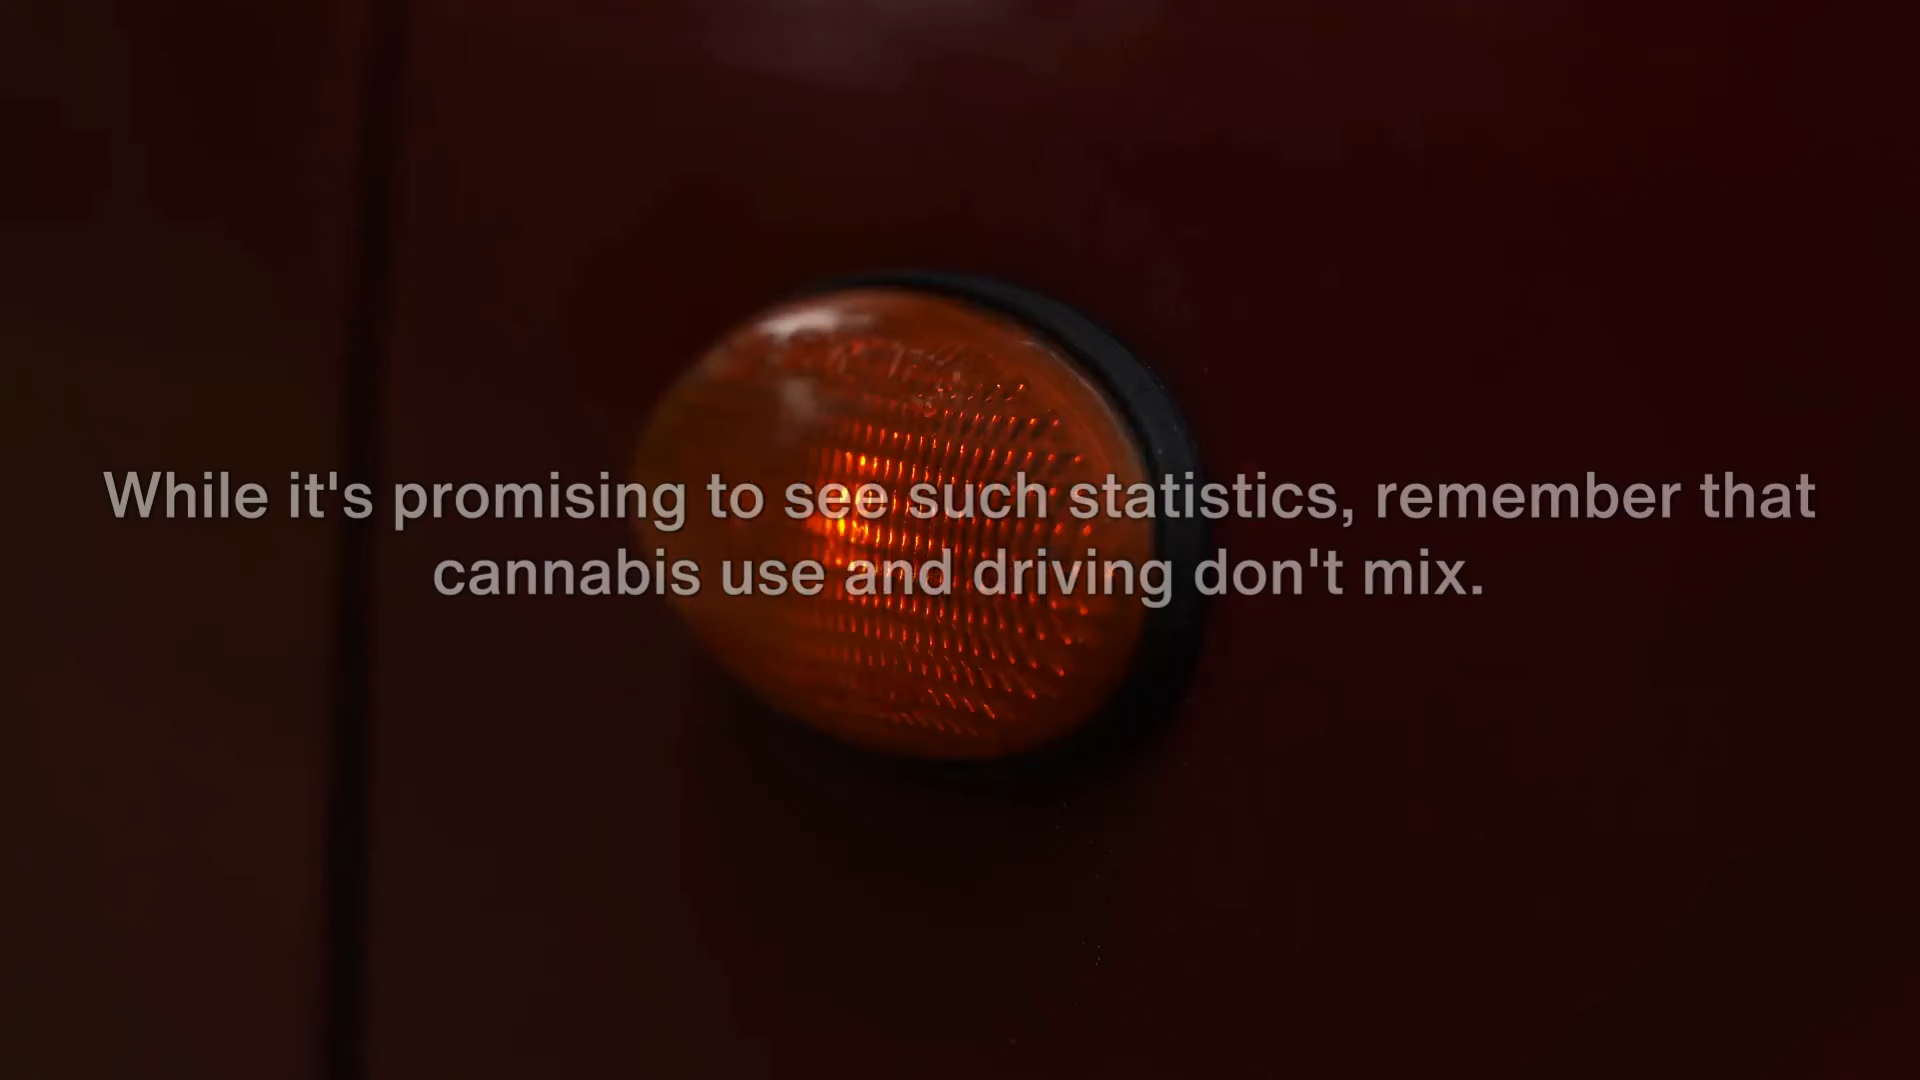 While it's promising to see such statistics, remember that
cannabis use and driving don't mix.